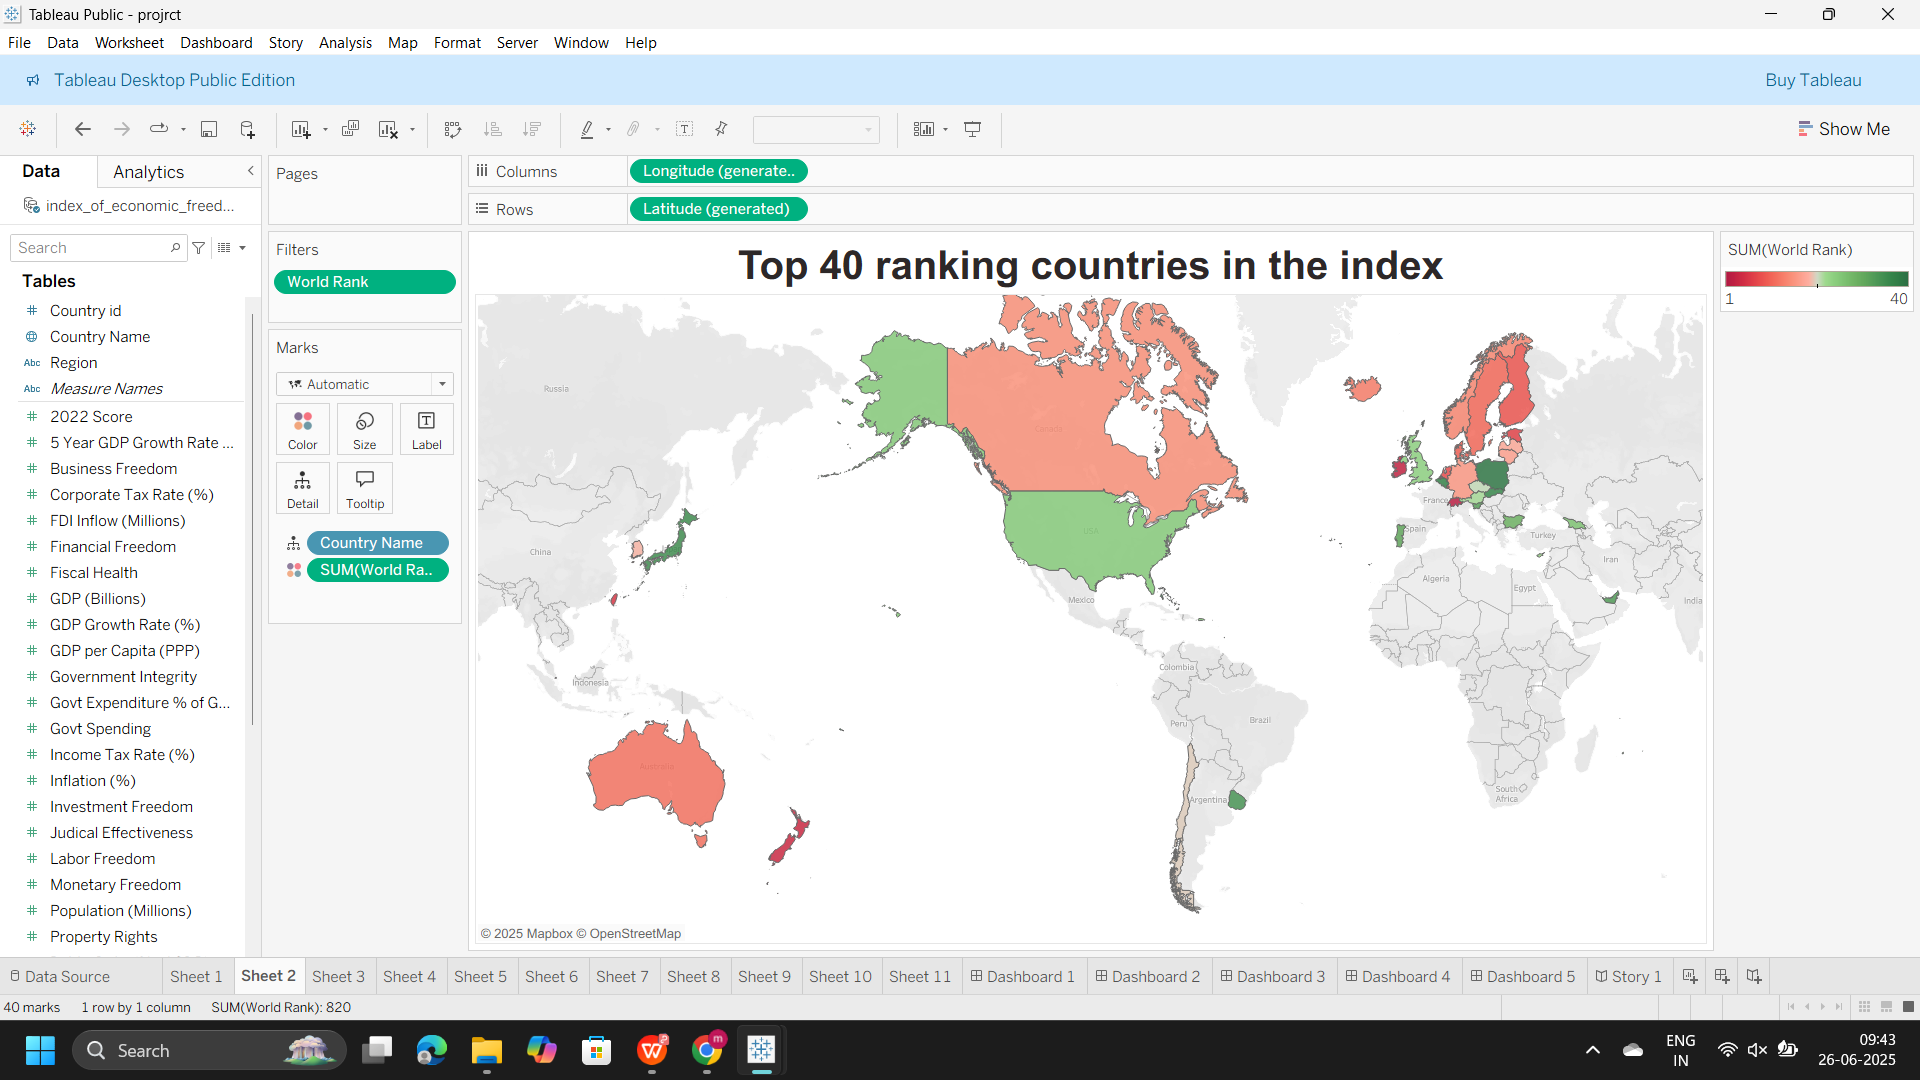 Tableau Public - projrct
File Data Worksheet Dashboard Story Analysis Map Format Server Window Help
Tableau Desktop Public Edition
Buy Tableau
Show Me
Data
Analytics
index_of_economic_freed...
Search
Tables
Country id
Country Name
Abc Region
Abc Measure Names
2022 Score
5 Year GDP Growth Rate ...
Business Freedom
Corporate Tax Rate (%)
FDI Inflow (Millions)
Financial Freedom
Fiscal Health
GDP (Billions)
GDP Growth Rate (%)
GDP per Capita (PPP)
Government Integrity
Govt Expenditure % of G...
Govt Spending
Income Tax Rate (%)
Inflation (%)
Investment Freedom
Judical Effectiveness
Labor Freedom
Monetary Freedom
Population (Millions)
Property Rights
Pages
Filters
World Rank
Marks
Automatic
Color
Size
Label
Detail
Tooltip
Country Name
SUM(World Ra..
Columns
Longitude (generate..
Rows
Latitude (generated)
Top 40 ranking countries in the index
Russia
Canada
China
USA
France
Spain
Turkey
Iran
Algeria
Egypt
India
Mexico
Colombia
Indonesia
Peru
Brazil
Australia
Argentina
South
Africa
© 2025 Mapbox © OpenStreetMap
SUM(World Rank)
1
40
Data Source
Sheet 1
Sheet 2
Sheet 3
Sheet 4
Sheet 5
Sheet 6
Sheet 7
Sheet 8
Sheet 9
Sheet 10
Sheet 11
Dashboard 1
Dashboard 2
Dashboard 3
Dashboard 4
Dashboard 5
Story 1
40 marks
1 row by 1 column
SUM(World Rank): 820
Search
m
ENG
IN
09:43
26-06-2025